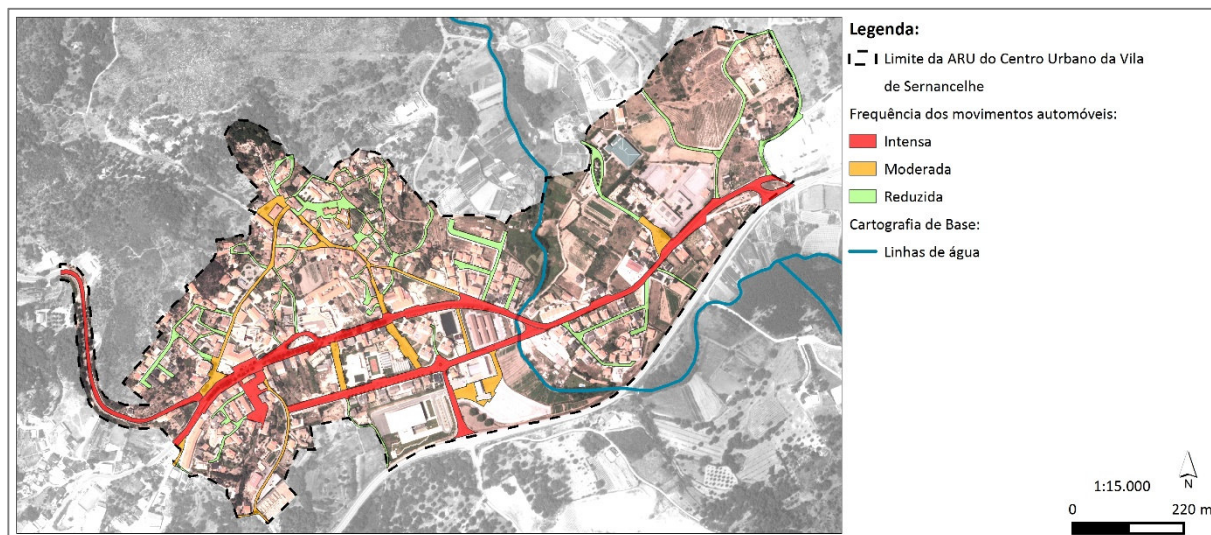 Legenda:
Limite da ARU do Centro Urbano da Vila
de Sernancelhe
Frequência dos movimentos automóveis:
Intensa
Moderada
Reduzida
Cartografia de Base:
Linhas de água
1:15.000
N
0 220 m